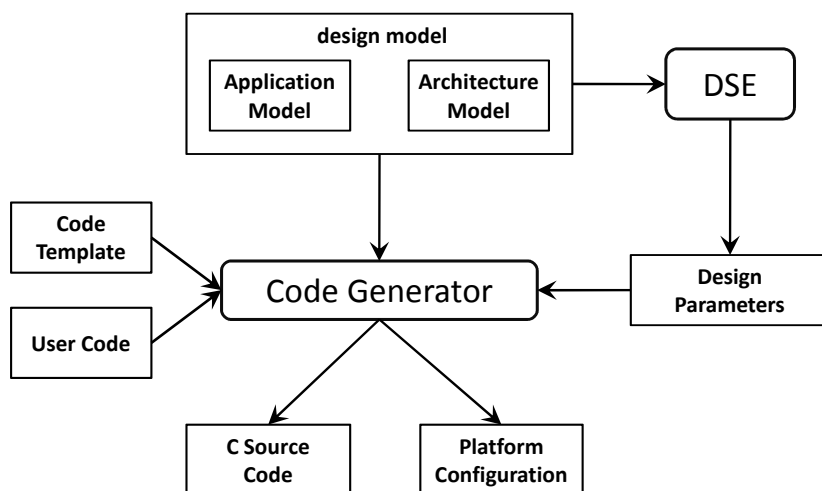 design model
Application
Model
Architecture
Model
DSE
Code
Template
Code Generator
Design
Parameters
User Code
C Source
Code
Platform
Configuration